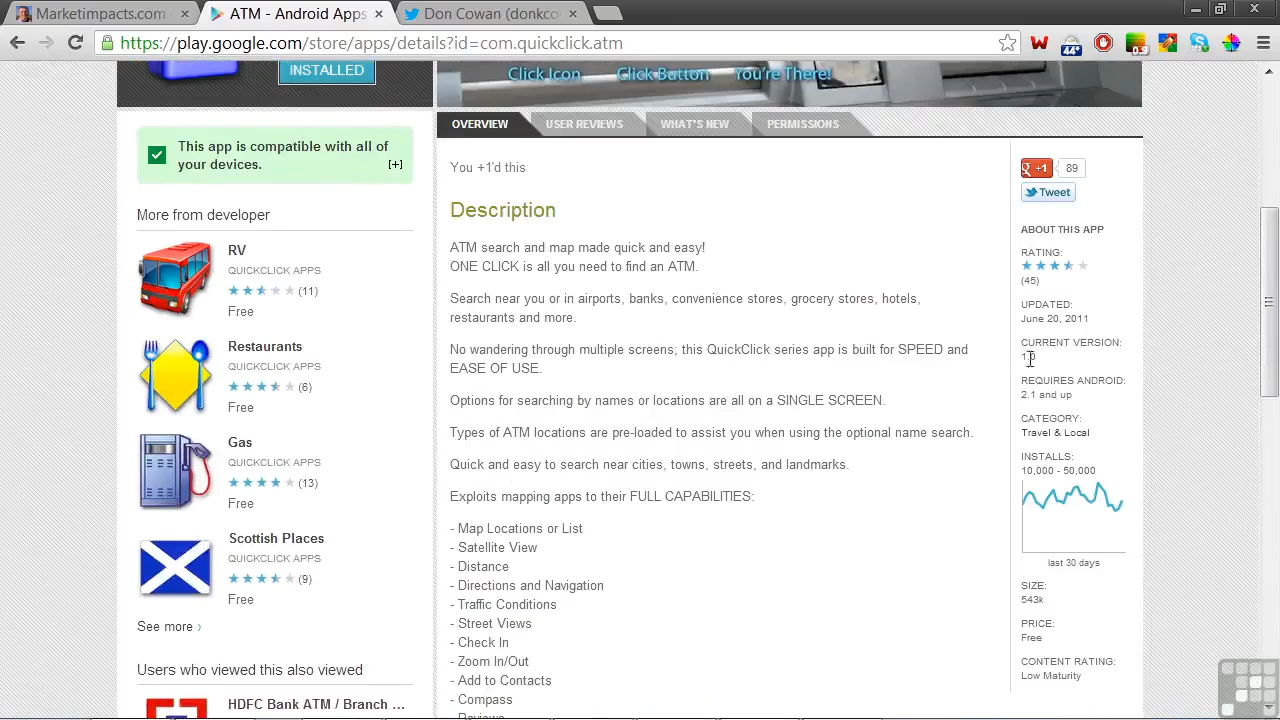 Marketimpacts.com
ATM - Android Apps
Don Cowan (donkco
https://play.google.com/store/apps/details?id=com.quickclick.atm
INSTALLED
Click Icon Click Button You're There!
OVERVIEW USER REVIEWS WHAT'S NEW PERMISSIONS
This app is compatible with all of
your devices. [+]
More from developer
RV
QUICKCLICK APPS
(11)
Free
Restaurants
QUICKCLICK APPS
(6)
Free
Gas
QUICKCLICK APPS
(13)
Free
Scottish Places
QUICKCLICK APPS
(9)
Free
See more ›
Users who viewed this also viewed
HDFC Bank ATM / Branch ...
You +1'd this
Description
ATM search and map made quick and easy!
ONE CLICK is all you need to find an ATM.
Search near you or in airports, banks, convenience stores, grocery stores, hotels,
restaurants and more.
No wandering through multiple screens; this QuickClick series app is built for SPEED and
EASE OF USE.
Options for searching by names or locations are all on a SINGLE SCREEN.
Types of ATM locations are pre-loaded to assist you when using the optional name search.
Quick and easy to search near cities, towns, streets, and landmarks.
Exploits mapping apps to their FULL CAPABILITIES:
- Map Locations or List
- Satellite View
- Distance
- Directions and Navigation
- Traffic Conditions
- Street Views
- Check In
- Zoom In/Out
- Add to Contacts
- Compass
- Reviews
g +1 89
Tweet
ABOUT THIS APP
RATING:
(45)
UPDATED:
June 20, 2011
CURRENT VERSION:
1.0
REQUIRES ANDROID:
2.1 and up
CATEGORY:
Travel & Local
INSTALLS:
10,000 - 50,000
last 30 days
SIZE:
543k
PRICE:
Free
CONTENT RATING:
Low Maturity